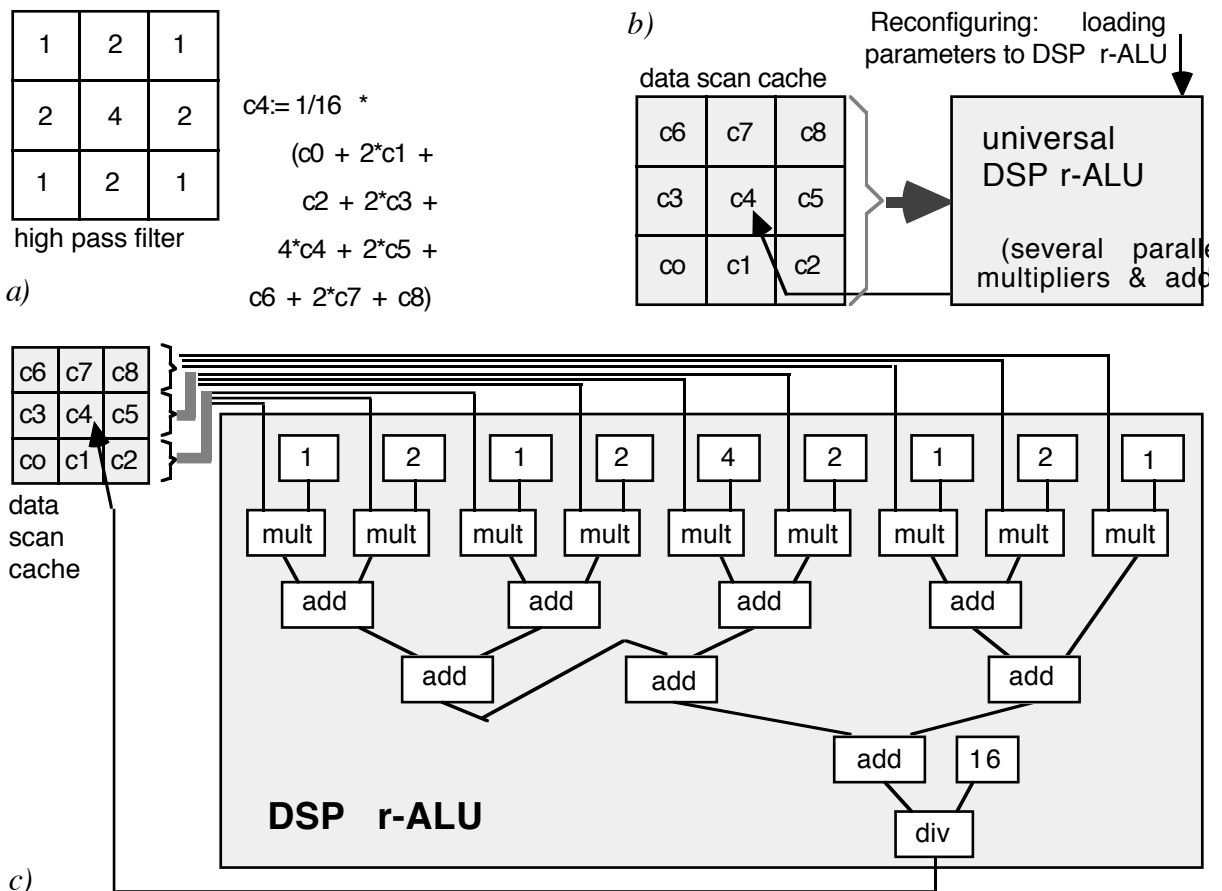 1 2 1
2 4 2
1 2 1
high pass filter
a)
c4:= 1/16 *
(c0 + 2*c1 +
c2 + 2*c3 +
4*c4 + 2*c5 +
c6 + 2*c7 + c8)
b)
Reconfiguring: loading
parameters to DSP r-ALU
data scan cache
c6 c7 c8
c3 c4 c5
co c1 c2
universal
DSP r-ALU
(several paralle
multipliers & add
c6 c7 c8
c3 c4 c5
co c1 c2
data
scan
cache
1 2 1 2 4 2 1 2 1
mult mult mult mult mult mult mult mult mult
add add add add
add add add
add 16
DSP r-ALU
div
c)